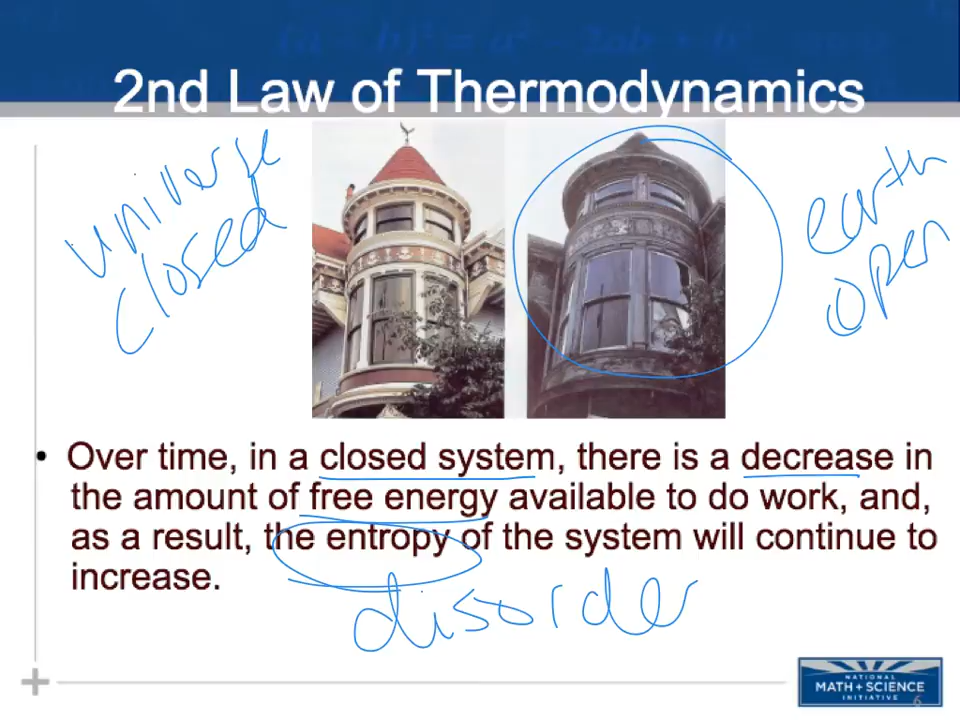 2nd Law of Thermodynamics
universe
closed
earth
open
• Over time, in a closed system, there is a decrease in
the amount of free energy available to do work, and,
as a result, the entropy of the system will continue to
increase.
disorder
NATIONAL
MATH + SCIENCE
INITIATIVE
6